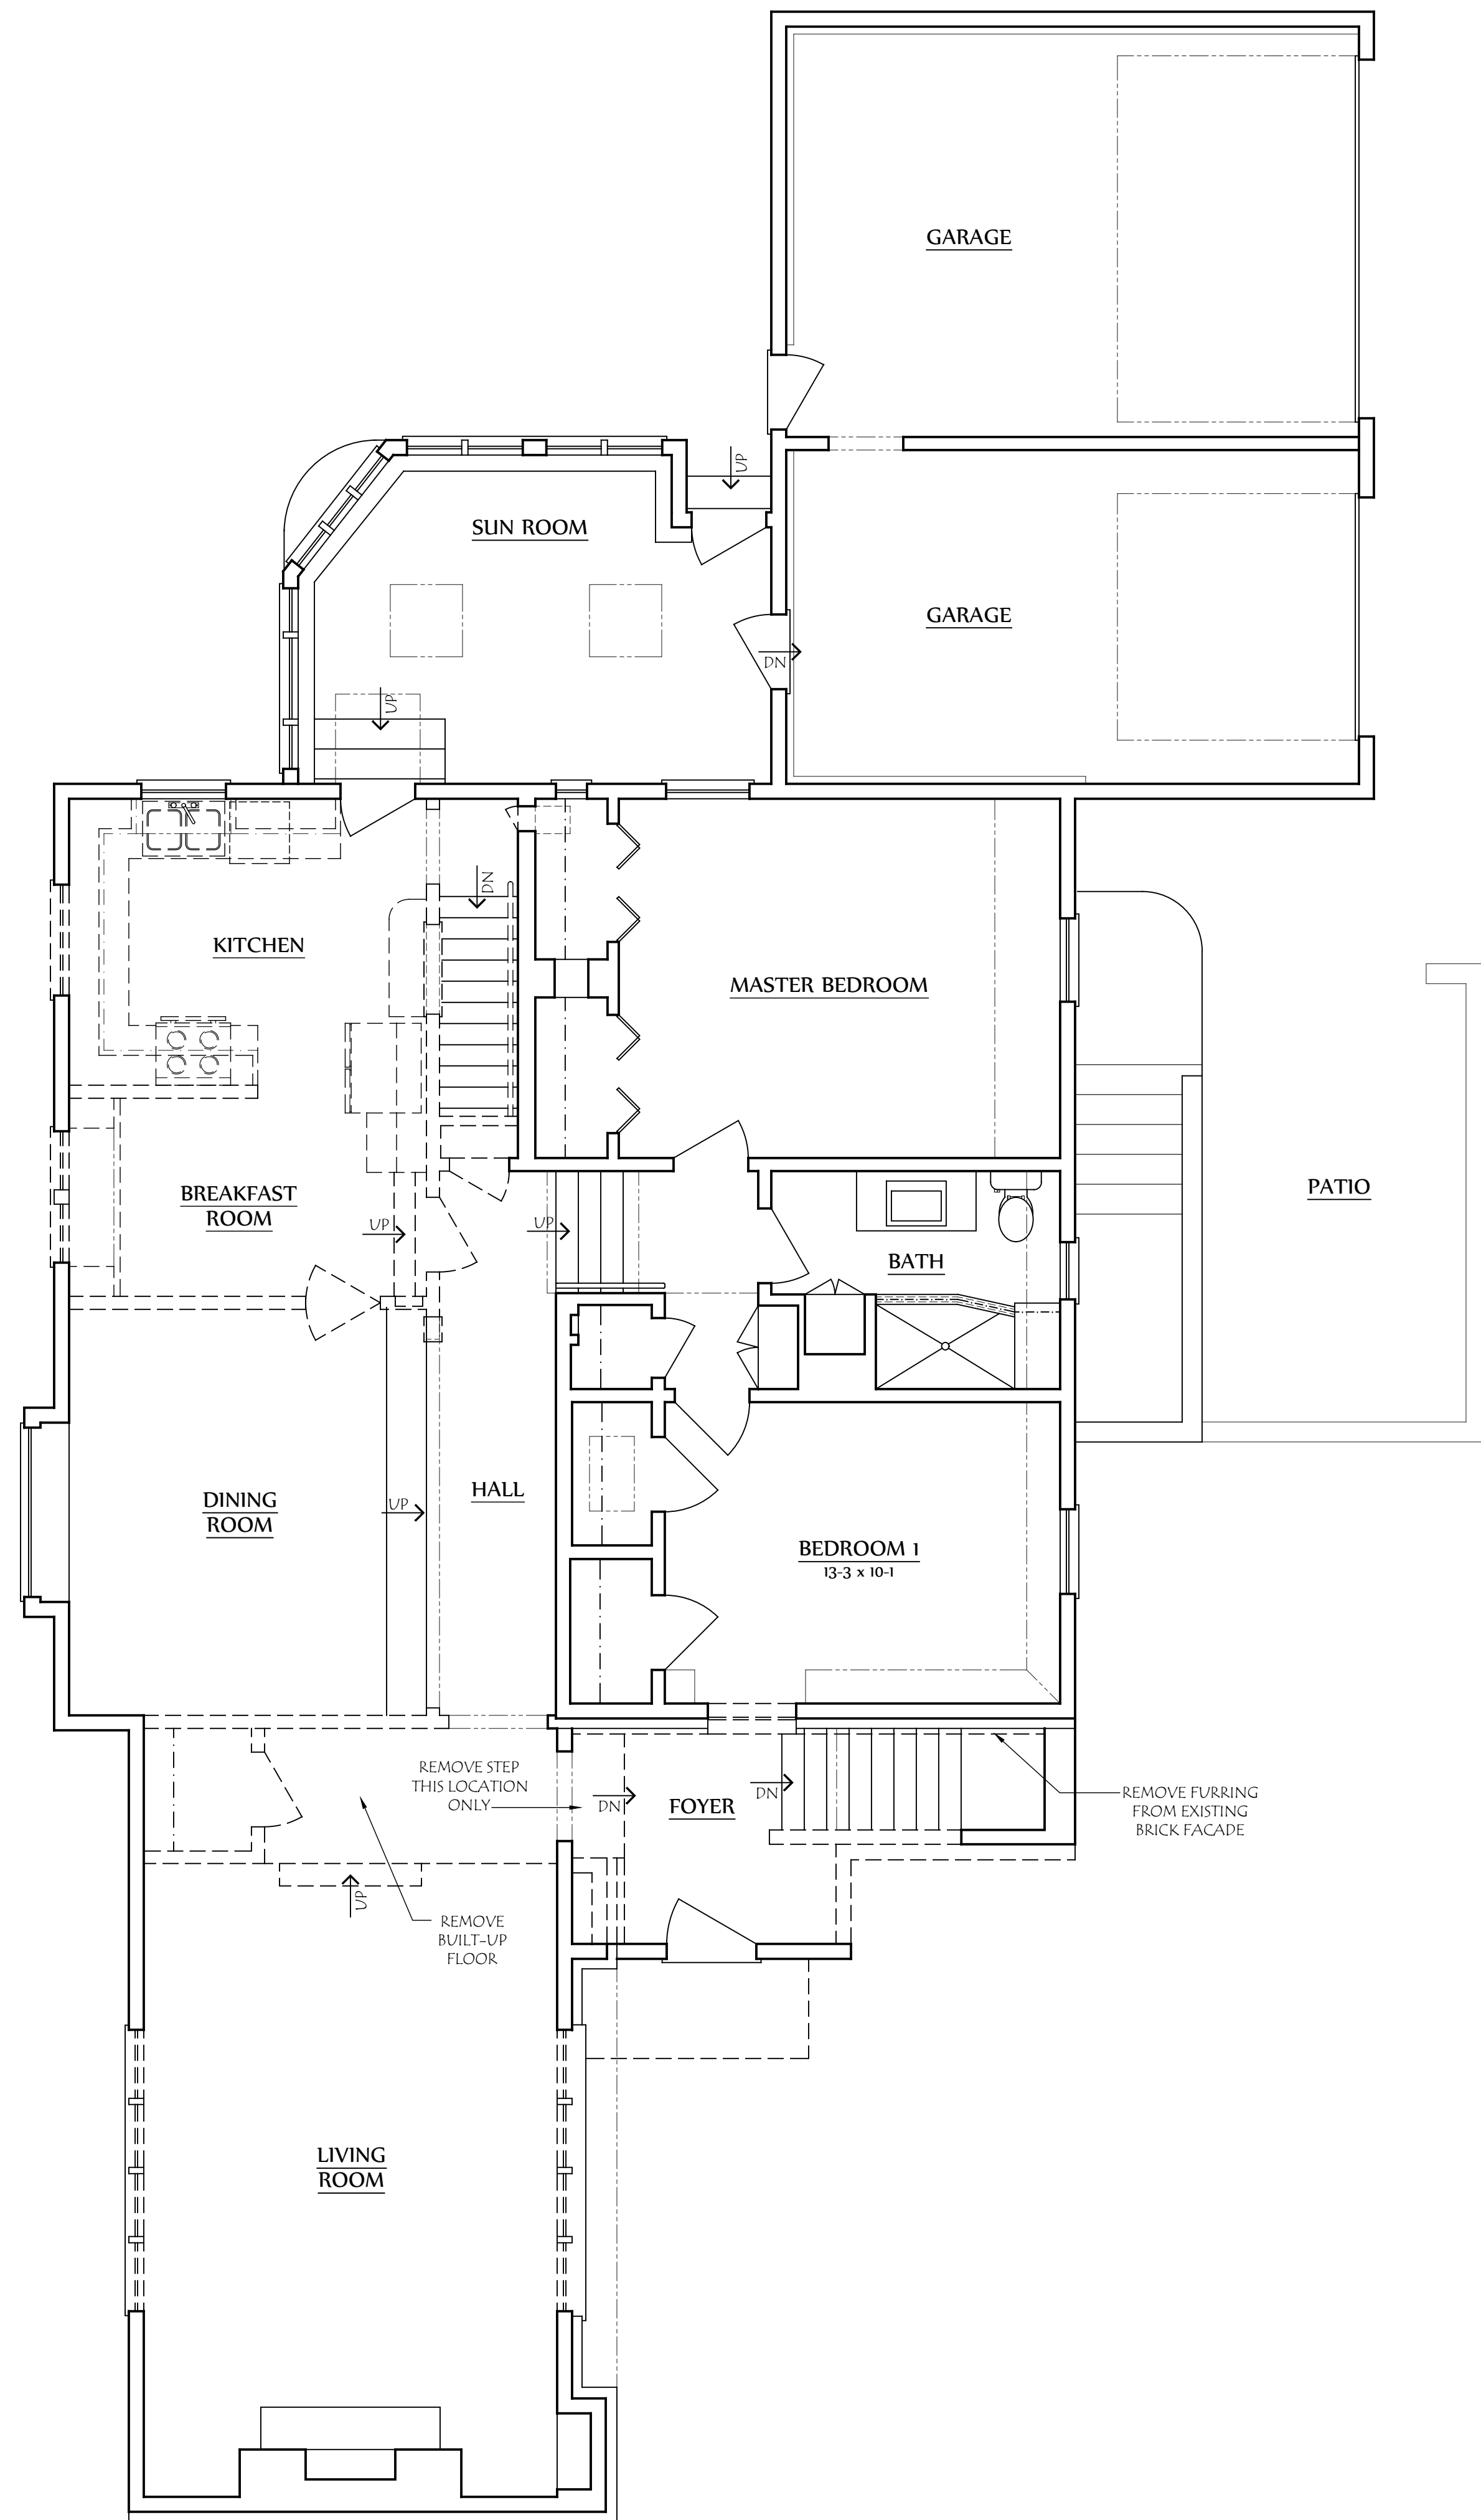 GARAGE
UP
SUN ROOM
GARAGE
DN
UP
DN
KITCHEN
MASTER BEDROOM
BREAKFAST
ROOM
UP
UP
BATH
PATIO
DINING
ROOM
UP
HALL
BEDROOM 1
13-3 x 10-1
REMOVE STEP
THIS LOCATION
ONLY
DN
FOYER
DN
REMOVE FURRING
FROM EXISTING
BRICK FACADE
UP
REMOVE
BUILT-UP
FLOOR
LIVING
ROOM